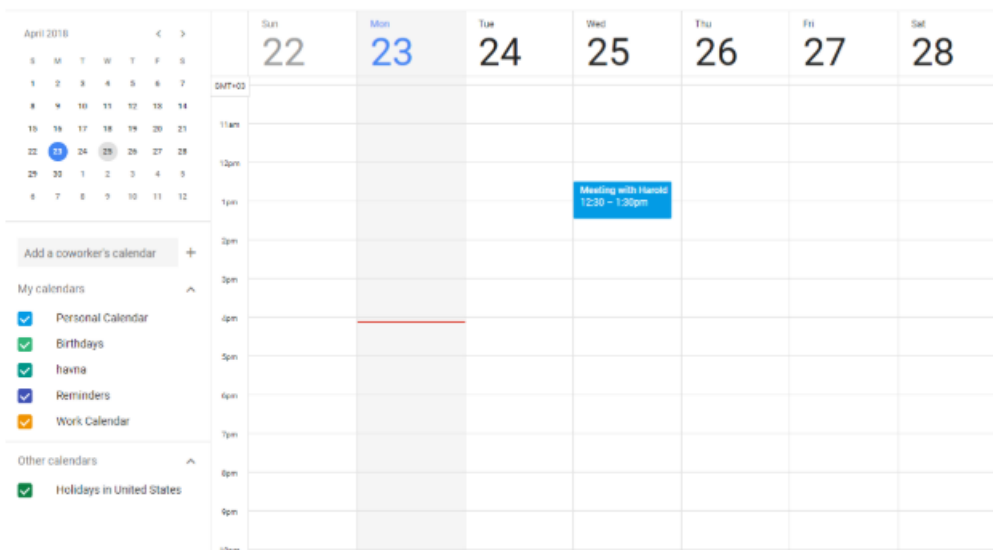 April 2018
S M T W T F S
1 2 3 4 5 6 7
8 9 10 11 12 13 14
15 16 17 18 19 20 21
22 23 24 25 26 27 28
29 30 1 2 3 4 5
6 7 8 9 10 11 12
Add a coworker's calendar
My calendars
Personal Calendar
Birthdays
havna
Reminders
Work Calendar
Other calendars
Holidays in United States
Sun Mon Tue Wed Thu Fri Sat
22 23 24 25 26 27 28
GMT+03
11am
12pm
Meeting with Harold
12:30 – 1:30pm
1pm
2pm
3pm
4pm
5pm
6pm
7pm
8pm
9pm